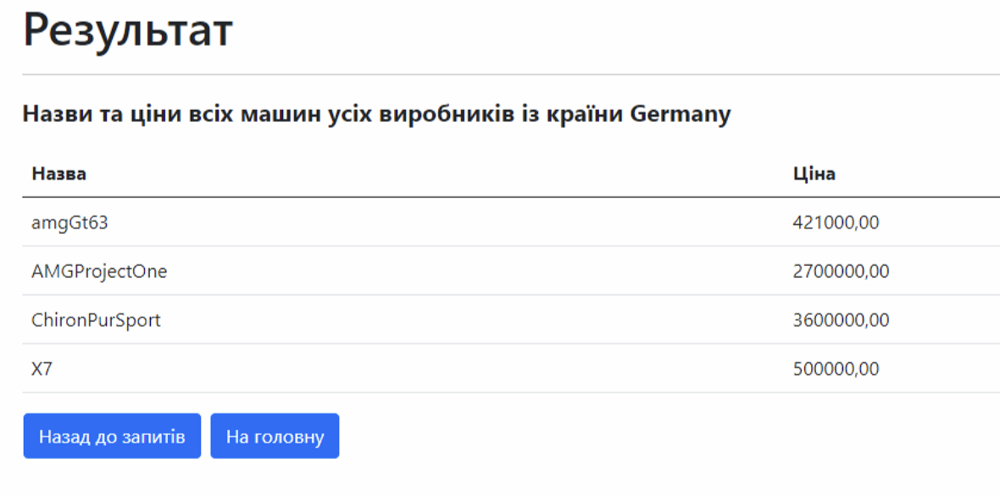 Результат
Назви та ціни всіх машин усіх виробників із країни Germany
Назва Ціна
amgGt63 421000,00
AMGProjectOne 2700000,00
ChironPurSport 3600000,00
X7 500000,00
Назад до запитів На головну